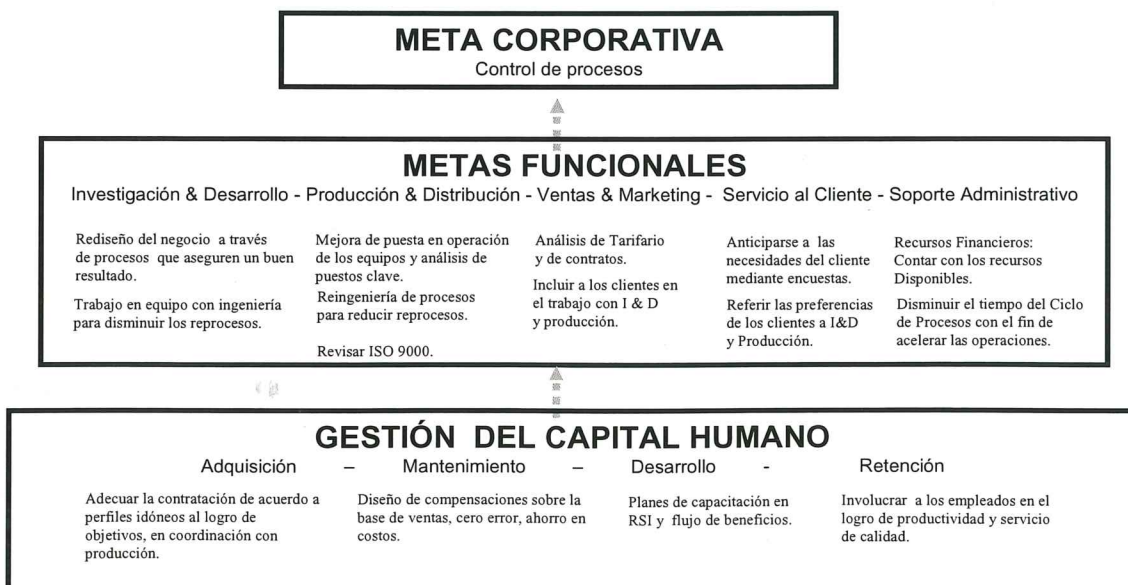 META CORPORATIVA
Control de procesos
METAS FUNCIONALES
Investigación & Desarrollo - Producción & Distribución - Ventas & Marketing - Servicio al Cliente - Soporte Administrativo
Rediseño del negocio a través
de procesos que aseguren un buen
resultado.
Trabajo en equipo con ingeniería
para disminuir los reprocesos.
Mejora de puesta en operación
de los equipos y análisis de
puestos clave.
Reingeniería de procesos
para reducir reprocesos.
Revisar ISO 9000.
Análisis de Tarifario
y de contratos.
Incluir a los clientes en
el trabajo con I & D
y producción.
Anticiparse a las
necesidades del cliente
mediante encuestas.
Referir las preferencias
de los clientes a I&D
y Producción.
Recursos Financieros:
Contar con los recursos
Disponibles.
Disminuir el tiempo del Ciclo
de Procesos con el fin de
acelerar las operaciones.
GESTIÓN DEL CAPITAL HUMANO
Adquisición – Mantenimiento – Desarrollo - Retención
Adecuar la contratación de acuerdo a
perfiles idóneos al logro de
objetivos, en coordinación con
producción.
Diseño de compensaciones sobre la
base de ventas, cero error, ahorro en
costos.
Planes de capacitación en
RSI y flujo de beneficios.
Involucrar a los empleados en el
logro de productividad y servicio
de calidad.